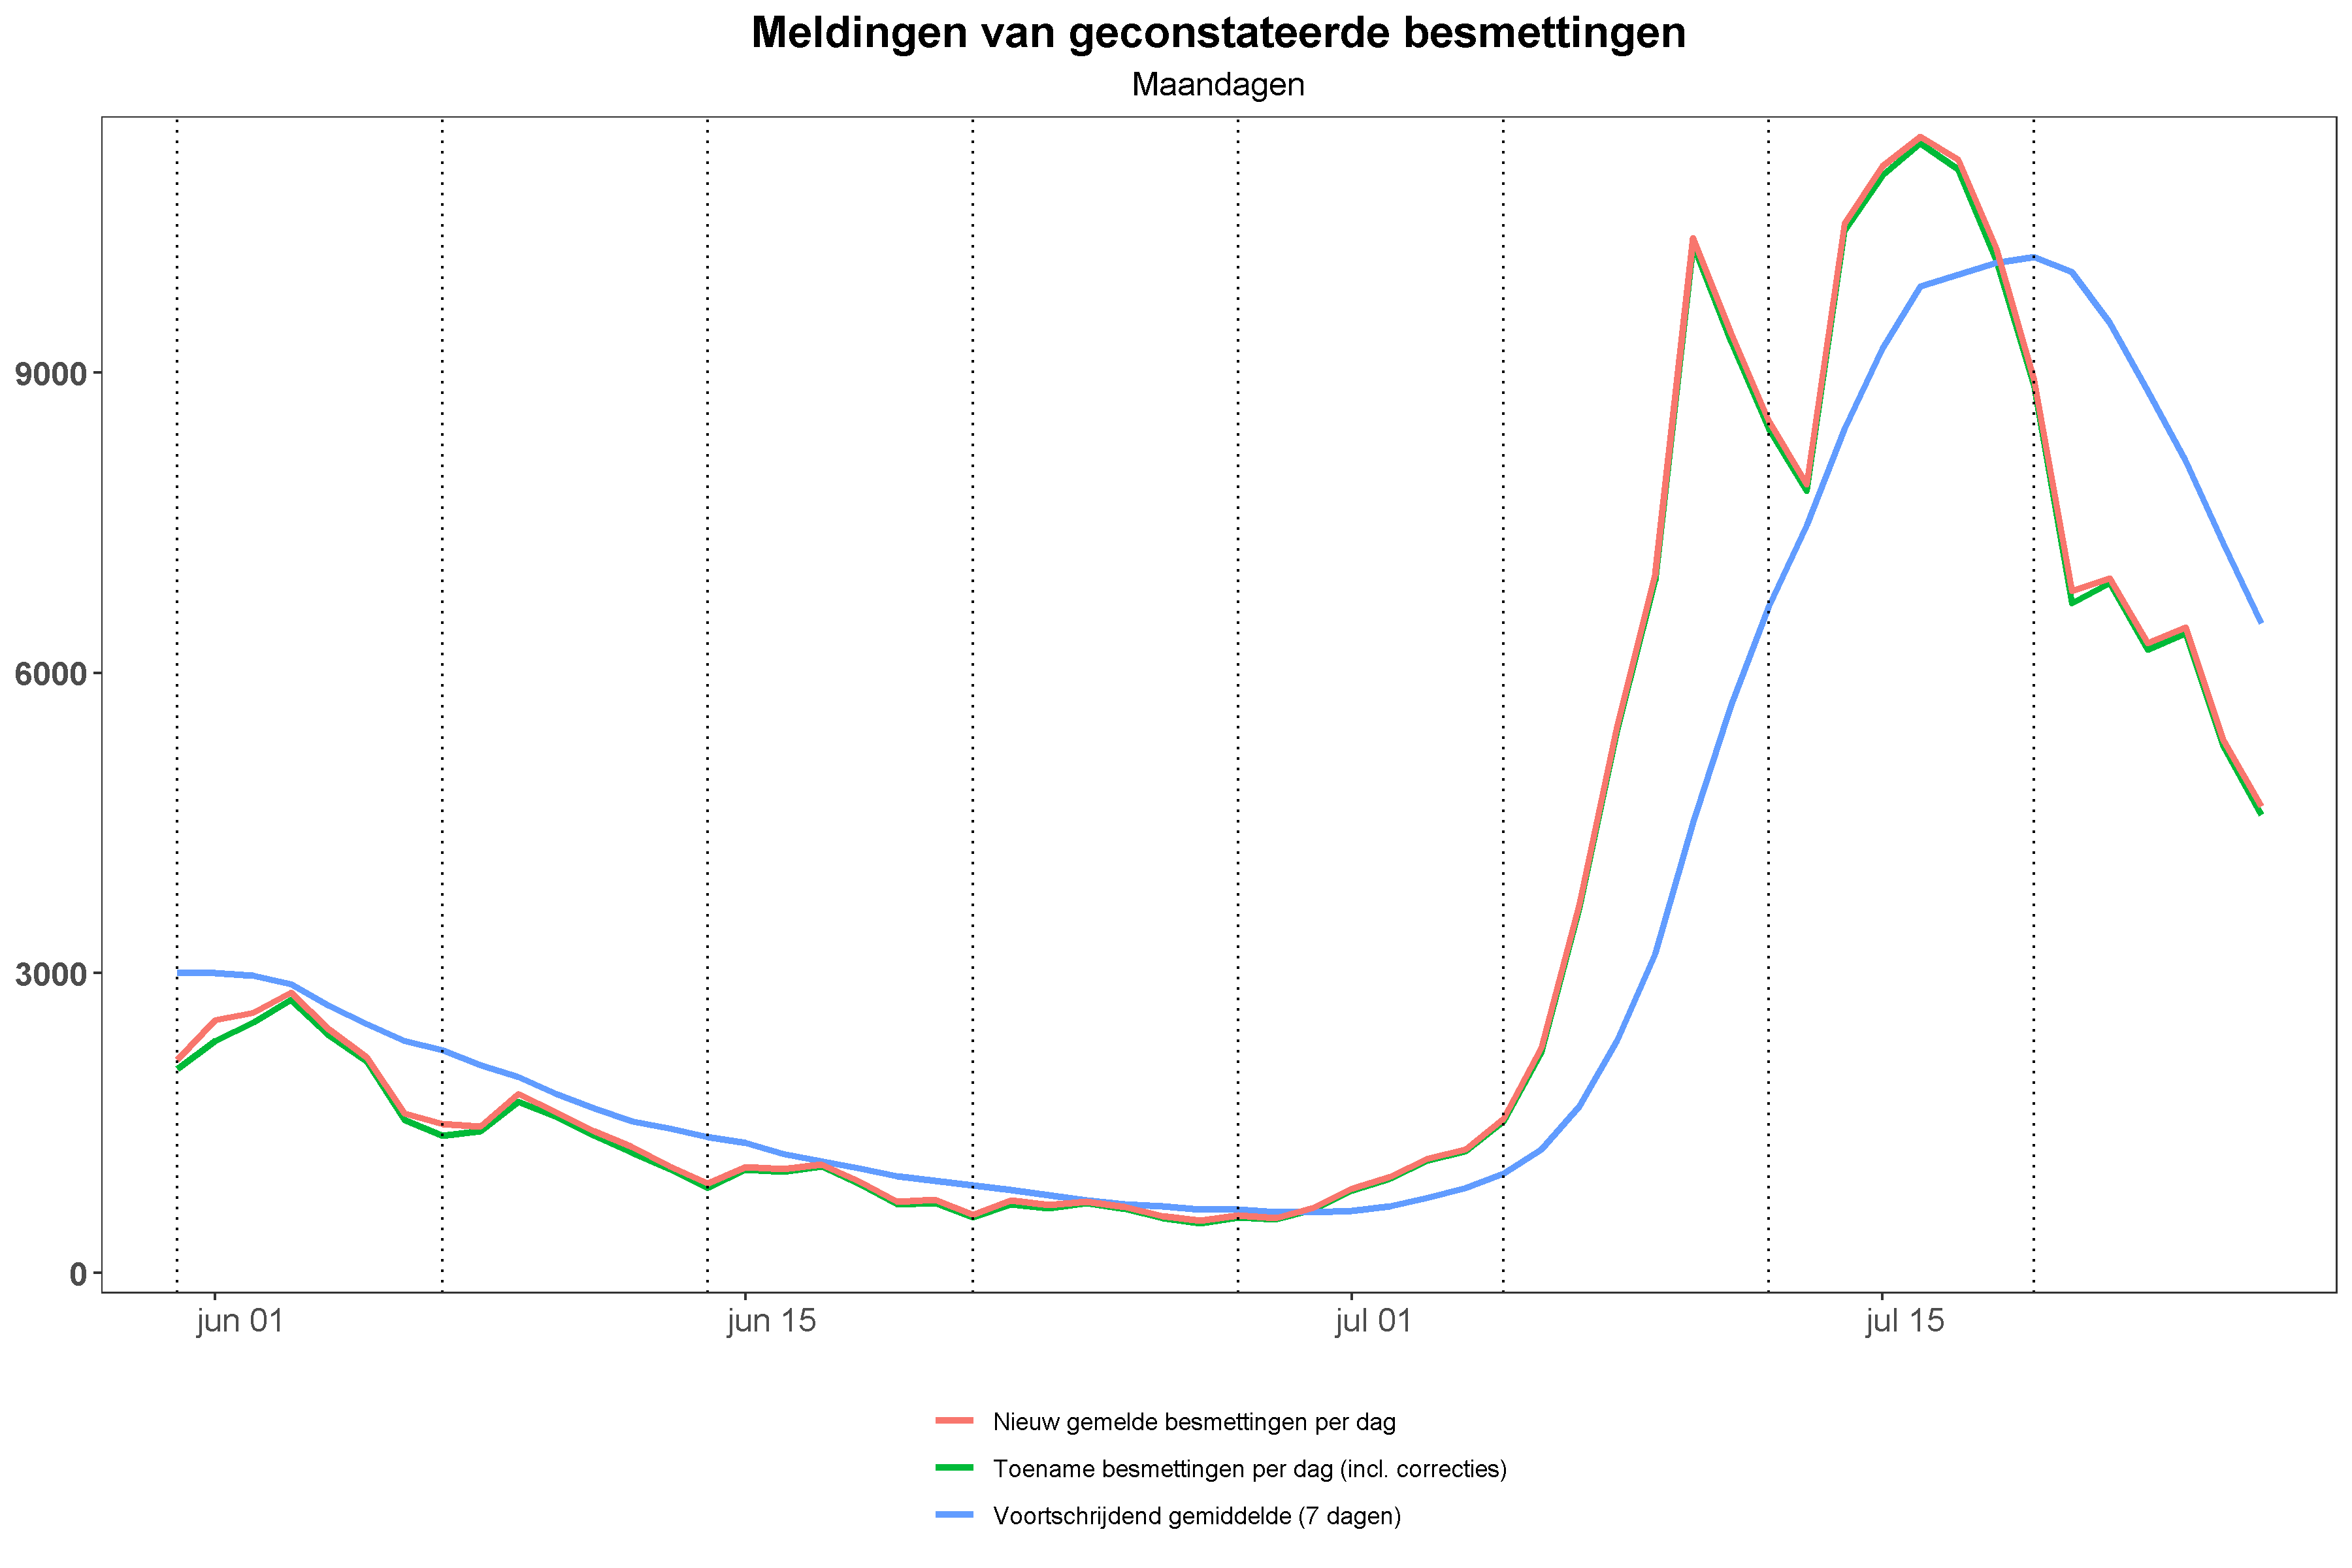 Meldingen van geconstateerde besmettingen
Maandagen
9000
6000
3000
0
jun 01 jun 15 jul 01 jul 15
Nieuw gemelde besmettingen per dag
Toename besmettingen per dag (incl. correcties)
Voortschrijdend gemiddelde (7 dagen)